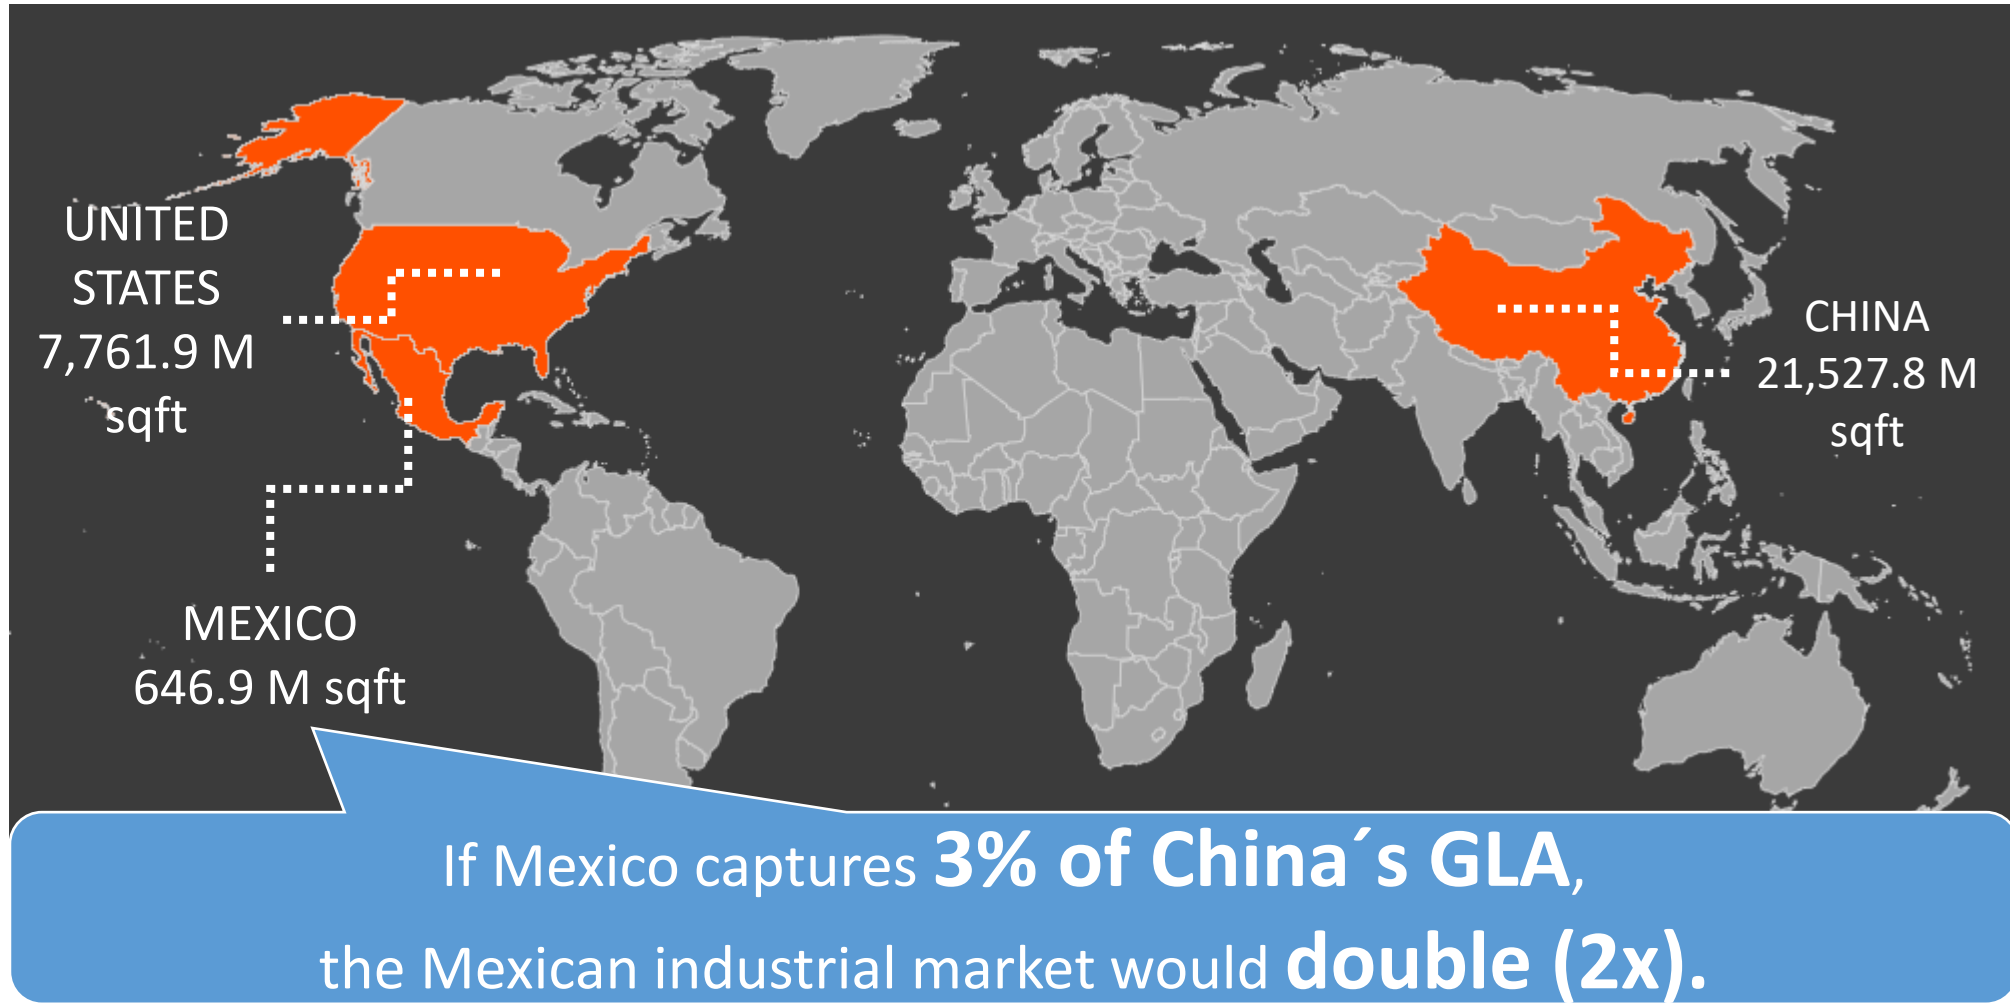 UNITED
STATES
7,761.9 M
sqft
MEXICO
646.9 M sqft
CHINA
21,527.8 M
sqft
If Mexico captures 3% of China´s GLA,
the Mexican industrial market would double (2x).